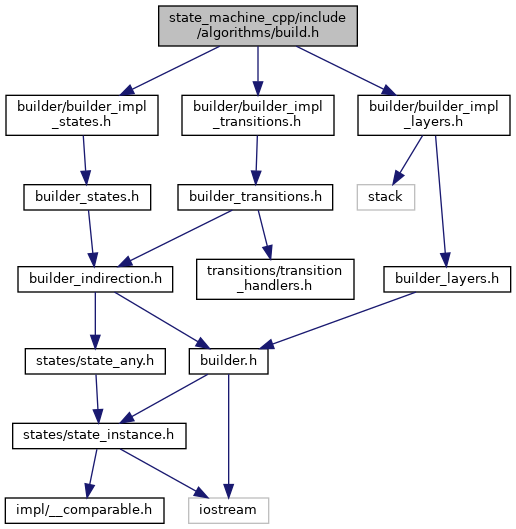 state_machine_cpp/include
/algorithms/build.h
builder/builder_impl
_states.h
builder/builder_impl
_transitions.h
builder/builder_impl
_layers.h
builder_states.h
builder_transitions.h
stack
builder_indirection.h
transitions/transition
_handlers.h
builder_layers.h
states/state_any.h
builder.h
states/state_instance.h
impl/__comparable.h
iostream